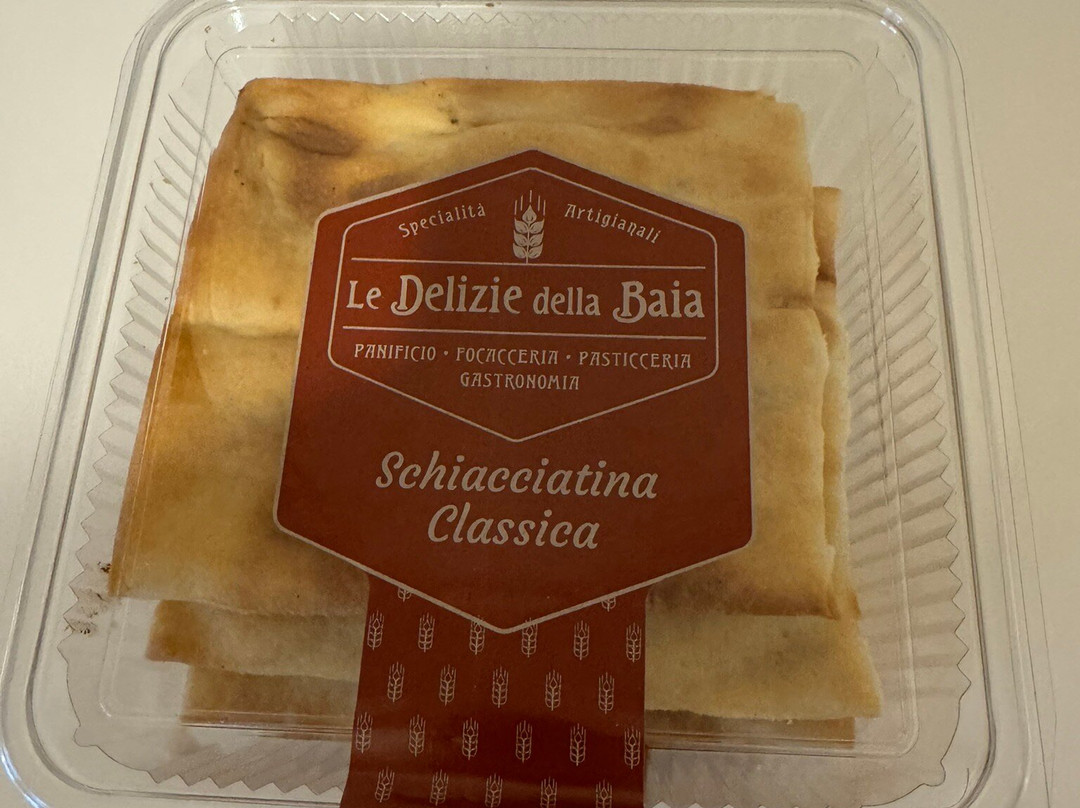 Specialità Artigianali
Le Delizie della Baia
PANIFICIO • FOCACCERIA • PASTICCERIA
GASTRONOMIA
Schiacciatina
Classica